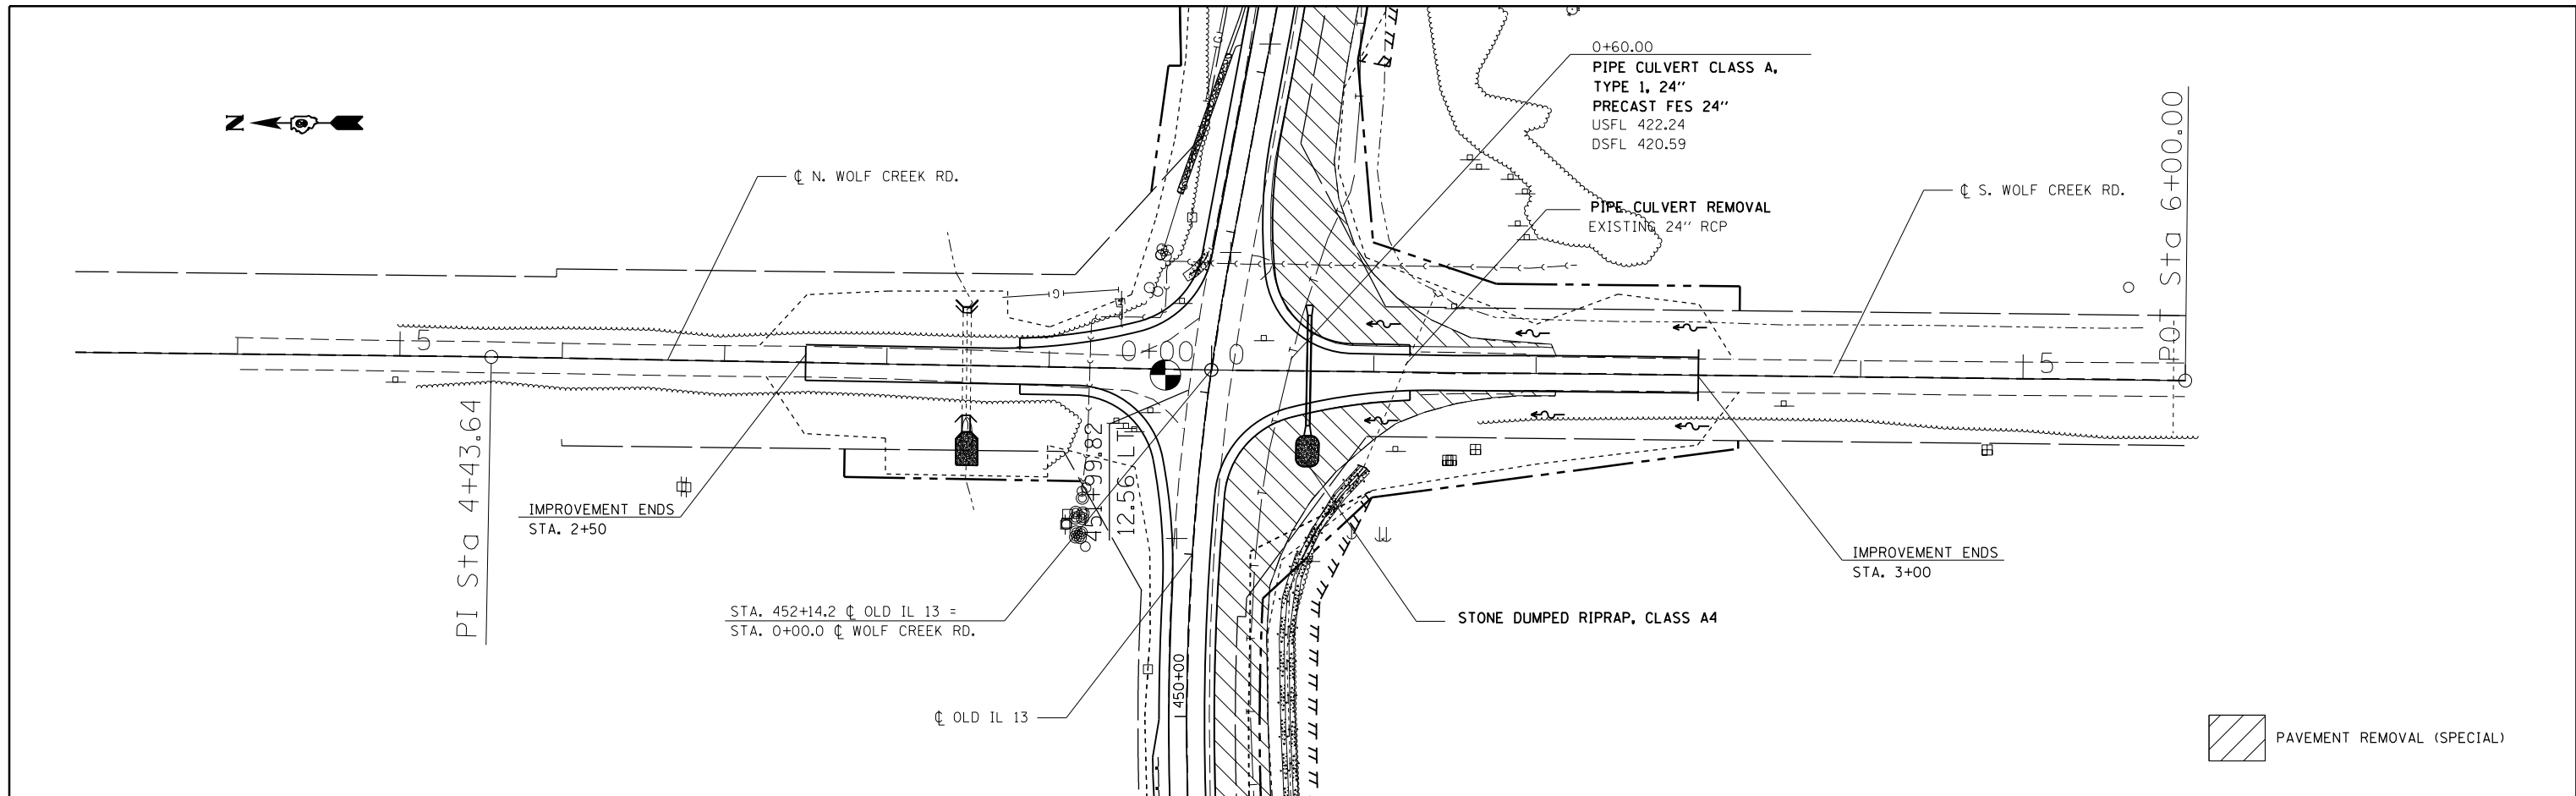 0+60.00
PIPE CULVERT CLASS A,
TYPE 1, 24"
PRECAST FES 24"
USFL 422.24
DSFL 420.59
N
℄ N. WOLF CREEK RD.
℄ S. WOLF CREEK RD.
POT Sta 6+00.00
PIPE CULVERT REMOVAL
EXISTING 24" RCP
G
G
5
0+00
0
5
PI Sta 4+43.64
451+99.82
12.56 LT
IMPROVEMENT ENDS
STA. 2+50
IMPROVEMENT ENDS
STA. 3+00
STA. 452+14.2 ℄ OLD IL 13 =
STA. 0+00.0 ℄ WOLF CREEK RD.
STONE DUMPED RIPRAP, CLASS A4
450+00
℄ OLD IL 13
PAVEMENT REMOVAL (SPECIAL)